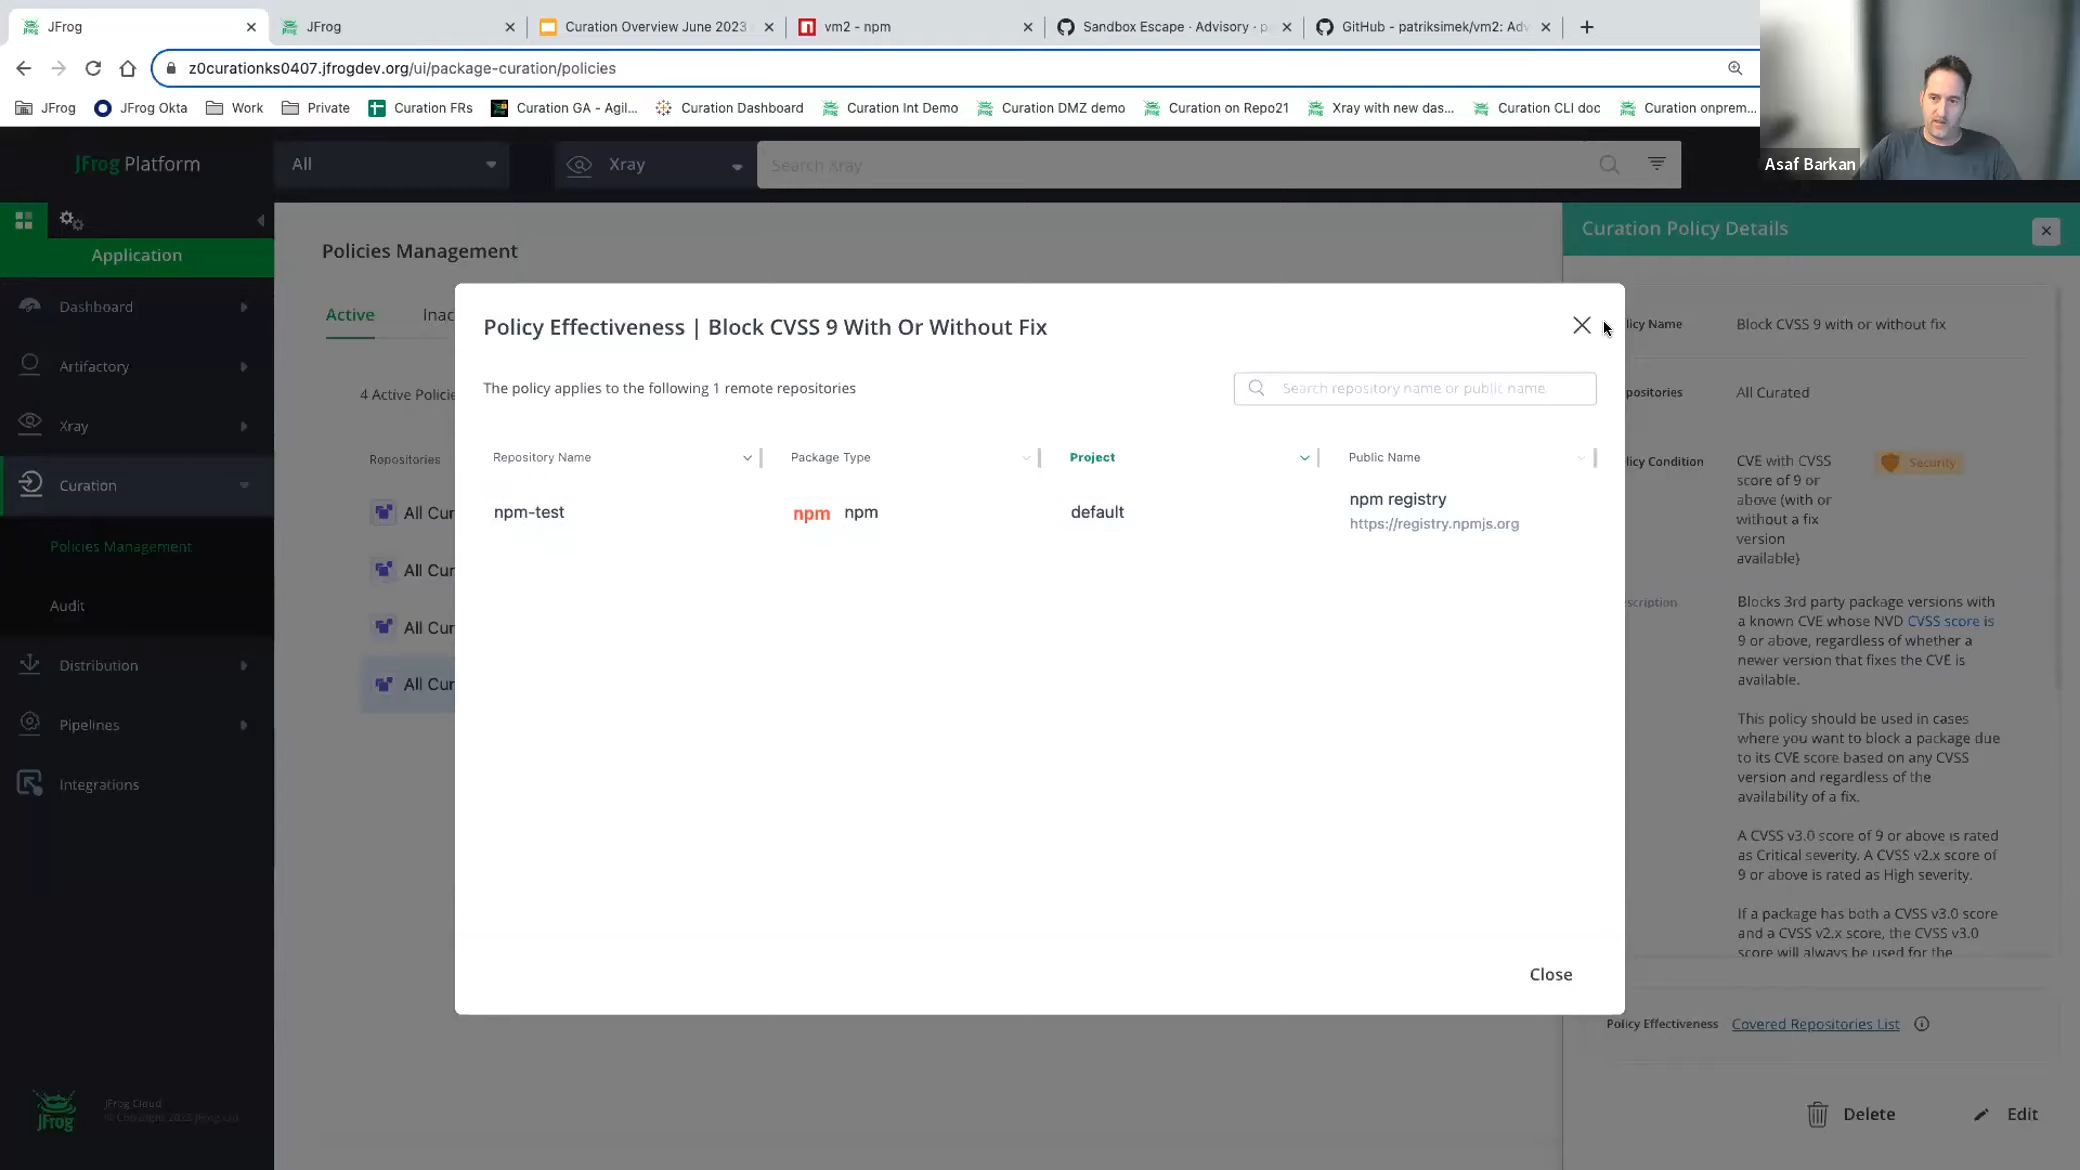 JFrog
JFrog
Curation Overview June 2023
vm2 - npm
Sandbox Escape · Advisory · p
GitHub - patriksimek/vm2: Adv
z0curationks0407.jfrogdev.org/ui/package-curation/policies
JFrog
JFrog Okta
Work
Private
Curation FRs
Curation GA - Agil...
Curation Dashboard
Curation Int Demo
Curation DMZ demo
Curation on Repo21
Xray with new das...
Curation CLI doc
Curation onprem...
Asaf Barkan
JFrog Platform
All
Xray
Search Xray
Application
Dashboard
Artifactory
Xray
Curation
Policies Management
Audit
Distribution
Pipelines
Integrations
JFrog
JFrog Cloud
Policies Management
Active
Inac
4 Active Policie
Repositories
All Cur
All Cur
All Cur
All Cur
Policy Effectiveness | Block CVSS 9 With Or Without Fix
The policy applies to the following 1 remote repositories
Search repository name or public name
Repository Name
Package Type
Project
Public Name
npm-test
npm
npm
default
npm registry
https://registry.npmjs.org
Close
Curation Policy Details
licy Name
Block CVSS 9 with or without fix
positories
All Curated
licy Condition
CVE with CVSS
score of 9 or
above (with or
without a fix
version
available)
Security
scription
Blocks 3rd party package versions with
a known CVE whose NVD CVSS score is
9 or above, regardless of whether a
newer version that fixes the CVE is
available.
This policy should be used in cases
where you want to block a package due
to its CVE score based on any CVSS
version and regardless of the
availability of a fix.
A CVSS v3.0 score of 9 or above is rated
as Critical severity. A CVSS v2.x score of
9 or above is rated as High severity.
If a package has both a CVSS v3.0 score
and a CVSS v2.x score, the CVSS v3.0
score will always be used for the
Policy Effectiveness
Covered Repositories List
Delete
Edit